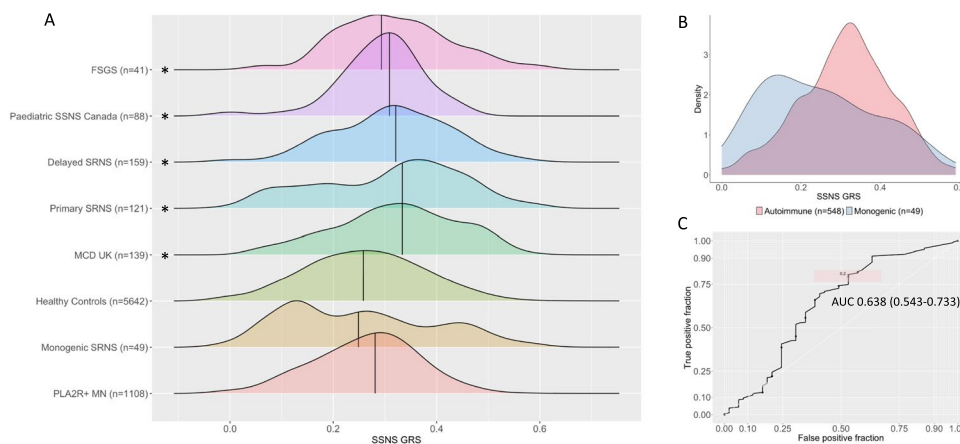 A
FSGS (n=41)
*
Paediatric SSNS Canada (n=88)
*
Delayed SRNS (n=159)
*
Primary SRNS (n=121)
*
MCD UK (n=139)
*
Healthy Controls (n=5642)
Monogenic SRNS (n=49)
PLA2R+ MN (n=1108)
0.0 0.2 0.4 0.6
SSNS GRS
B
3
2
1
0
Density
0.0 0.2 0.4
SSNS GRS
Autoimmune (n=548) Monogenic (n=49)
C
1.00
0.90
0.75
0.50
0.25
0.10
0.00
True positive fraction
0.2
AUC 0.638 (0.543-0.733)
0.00 0.10 0.25 0.50 0.75 0.90
False positive fraction